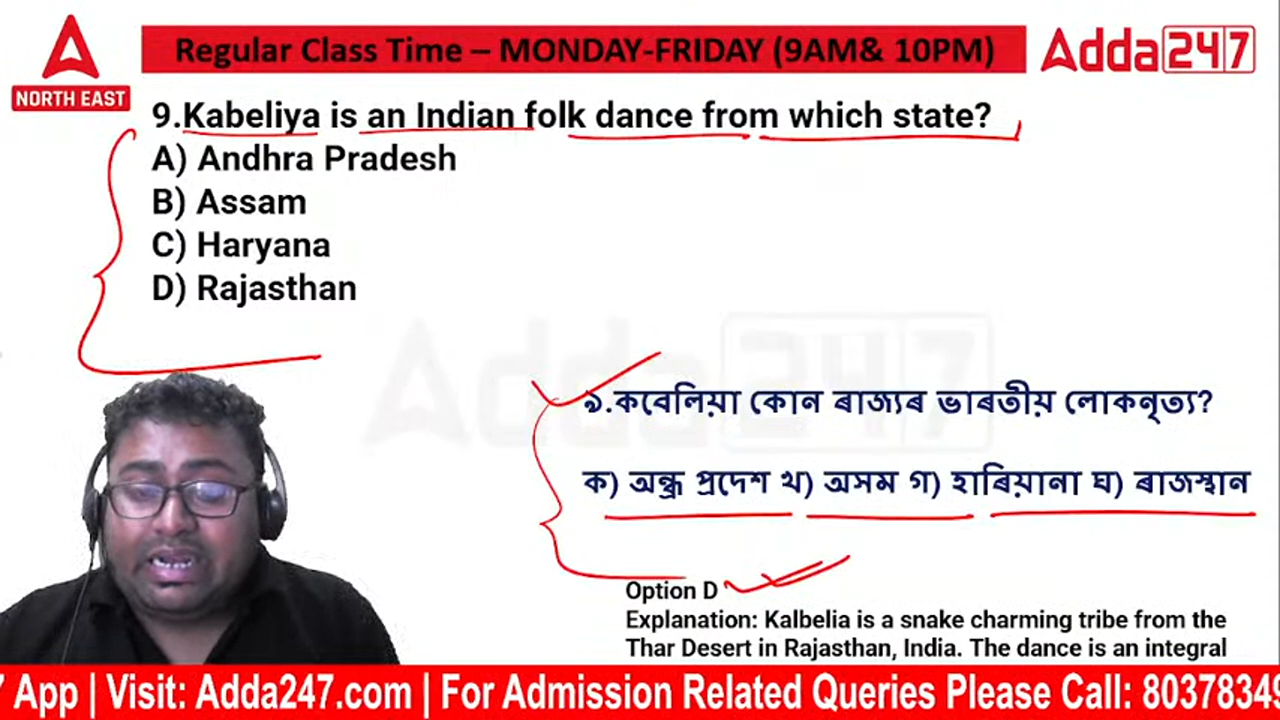 Regular Class Time – MONDAY-FRIDAY (9AM& 10PM)
Adda247
NORTH EAST
9.Kabeliya is an Indian folk dance from which state?
A) Andhra Pradesh
B) Assam
C) Haryana
D) Rajasthan
Adda247
৯.কবেলিয়া কোন ৰাজ্যৰ ভাৰতীয় লোকনৃত্য?
ক) অন্ধ্ৰ প্ৰদেশ খ) অসম গ) হাৰিয়ানা ঘ) ৰাজস্থান
Option D
Explanation: Kalbelia is a snake charming tribe from the
Thar Desert in Rajasthan, India. The dance is an integral
7 App | Visit: Adda247.com | For Admission Related Queries Please Call: 8037834